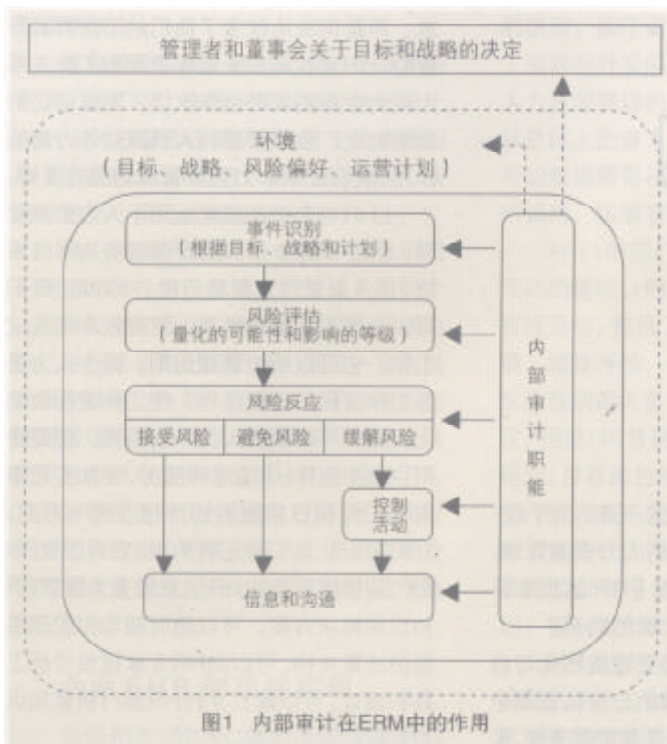 管理者和董事会关于目标和战略的决定
环境
(目标、战略、风险偏好、运营计划)
事件识别
(根据目标、战略和计划)
风险评估
(量化的可能性和影响的等级)
风险反应
接受风险 避免风险 缓解风险
控制
活动
信息和沟通
内部审计职能
图1 内部审计在ERM中的作用